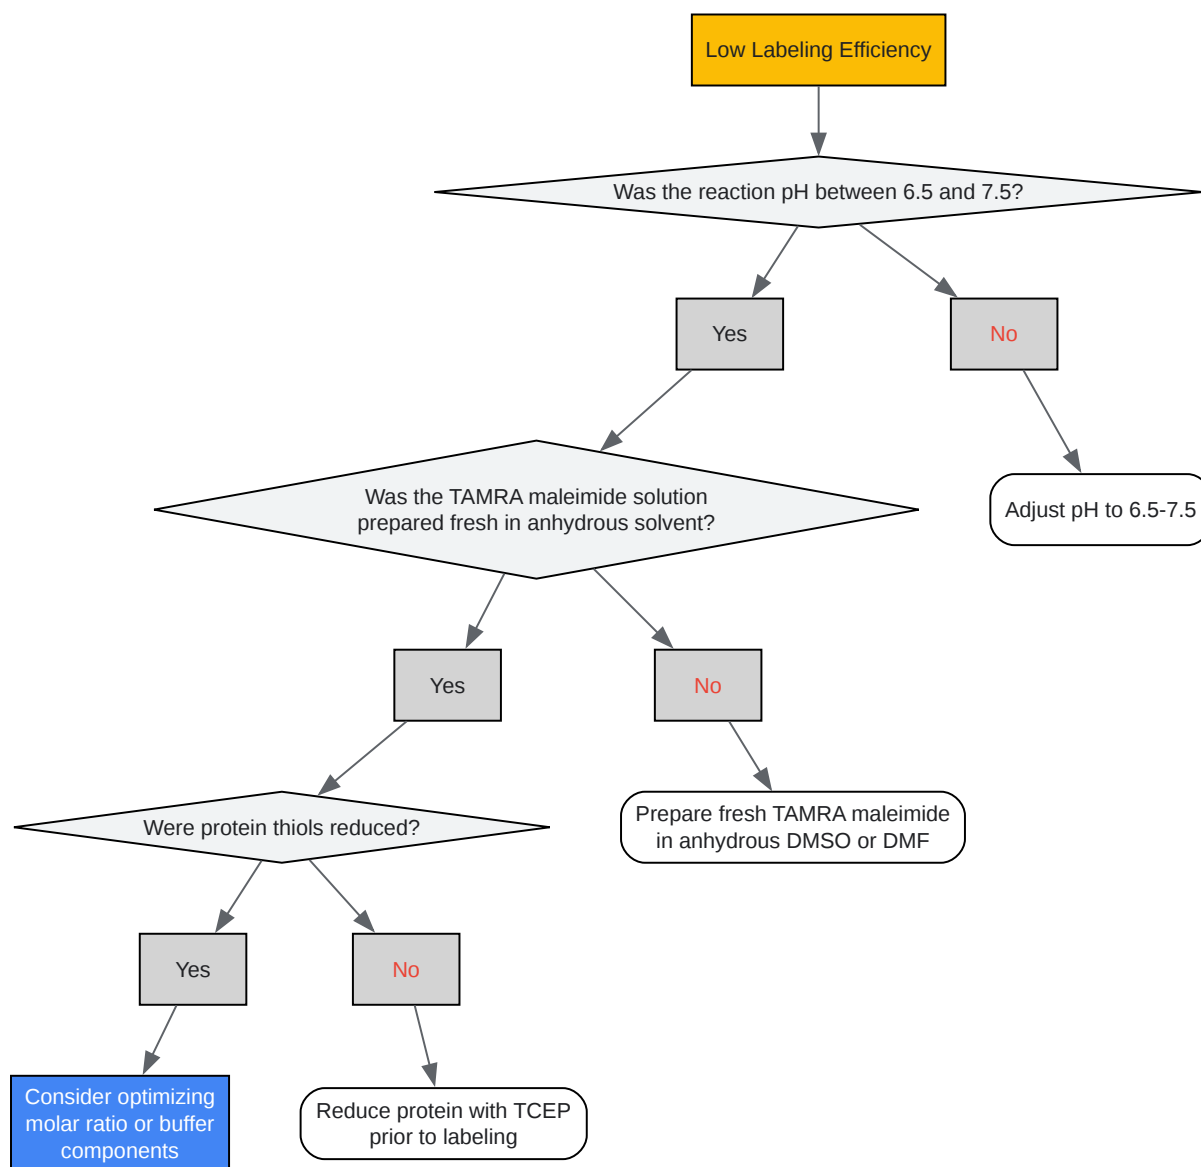 Low Labeling Efficiency
Was the reaction pH between 6.5 and 7.5?
Yes
No
Was the TAMRA maleimide solution
prepared fresh in anhydrous solvent?
Adjust pH to 6.5-7.5
Yes
No
Were protein thiols reduced?
Prepare fresh TAMRA maleimide
in anhydrous DMSO or DMF
Yes
No
Consider optimizing
molar ratio or buffer
components
Reduce protein with TCEP
prior to labeling